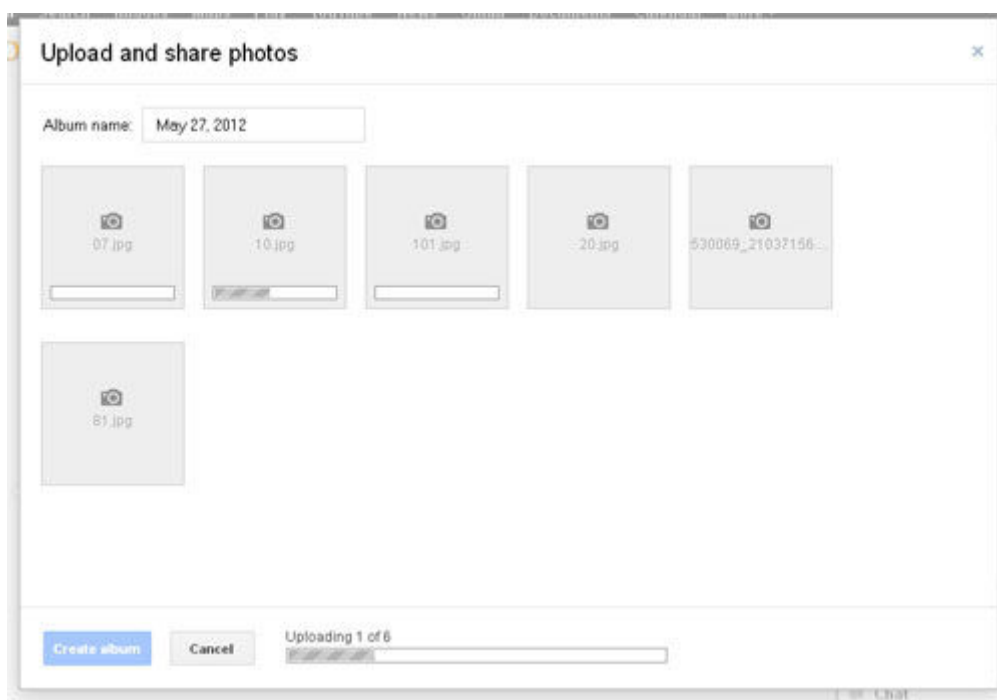 Upload and share photos ×
Album name: May 27, 2012
07.jpg 10.jpg 101.jpg 20.jpg 530069_21037156...
81.jpg
Uploading 1 of 6
Create album Cancel
Chat